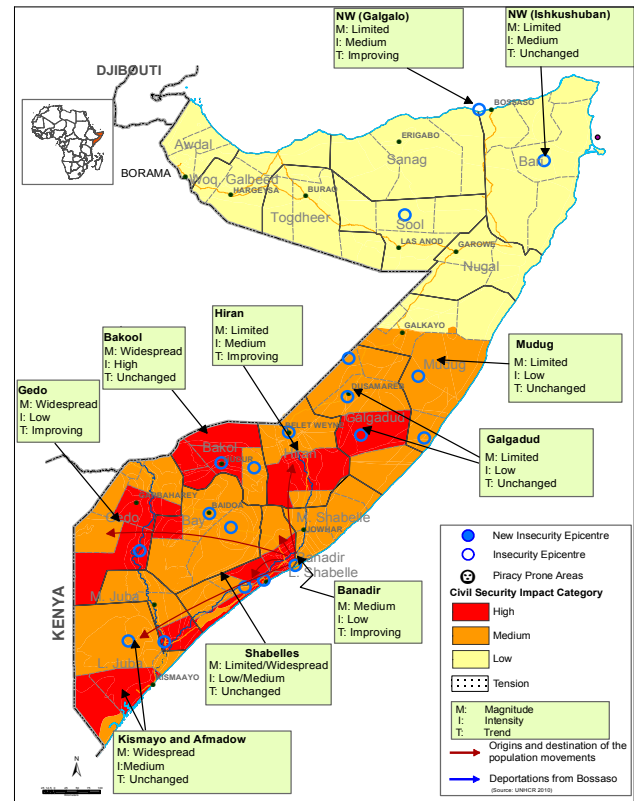 NW (Galgalo)
M: Limited
I: Medium
T: Improving
NW (Ishkushuban)
M: Limited
I: Medium
T: Unchanged
DJIBOUTI
BOSSASO
ERIGABO
Sanag
Bari
Awdal
BORAMA
Woq. Galbeed
HARGEYSA
BURAO
Togdheer
Sool
LAS ANOD
GAROWE
Nugal
GALKAYO
Hiran
M: Limited
I: Medium
T: Improving
Bakool
M: Widespread
I: High
T: Unchanged
Mudug
M: Limited
I: Low
T: Unchanged
Mudug
Gedo
M: Widespread
I: Low
T: Improving
DUSAMAREB
Galgadud
BELET WEYNE
Galgadud
M: Limited
I: Low
T: Unchanged
Bakol
Hiran
Gedo
Bay
BAIDOA
M. Shabelle
JOWHAR
Banadir
L. Shabelle
KENYA
M. Juba
L. Juba
KISMAAYO
Banadir
M: Medium
I: Low
T: Improving
Shabelles
M: Limited/Widespread
I: Low/Medium
T: Unchanged
Kismayo and Afmadow
M: Widespread
I:Medium
T: Unchanged
N
New Insecurity Epicentre
Insecurity Epicentre
Piracy Prone Areas
Civil Security Impact Category
High
Medium
Low
Tension
M: Magnitude
I: Intensity
T: Trend
Origins and destination of the
population movements
Deportations from Bossaso
(Source: UNHCR 2010)